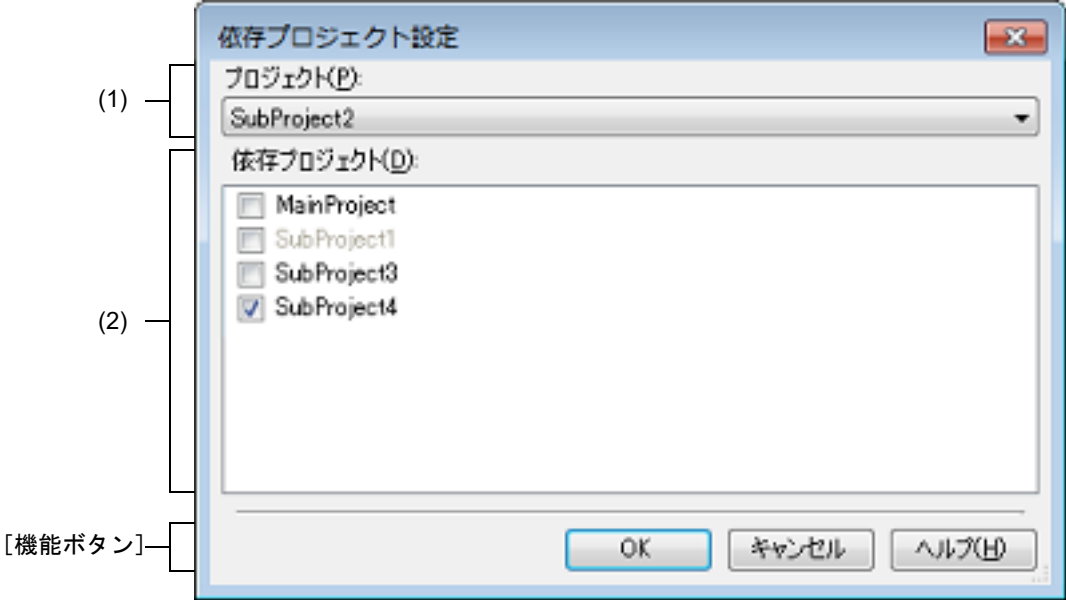 依存プロジェクト設定
(1)
プロジェクト(P):
SubProject2
(2)
依存プロジェクト(D):
MainProject
SubProject1
SubProject3
SubProject4
[機能ボタン]
OK キャンセル ヘルプ(H)